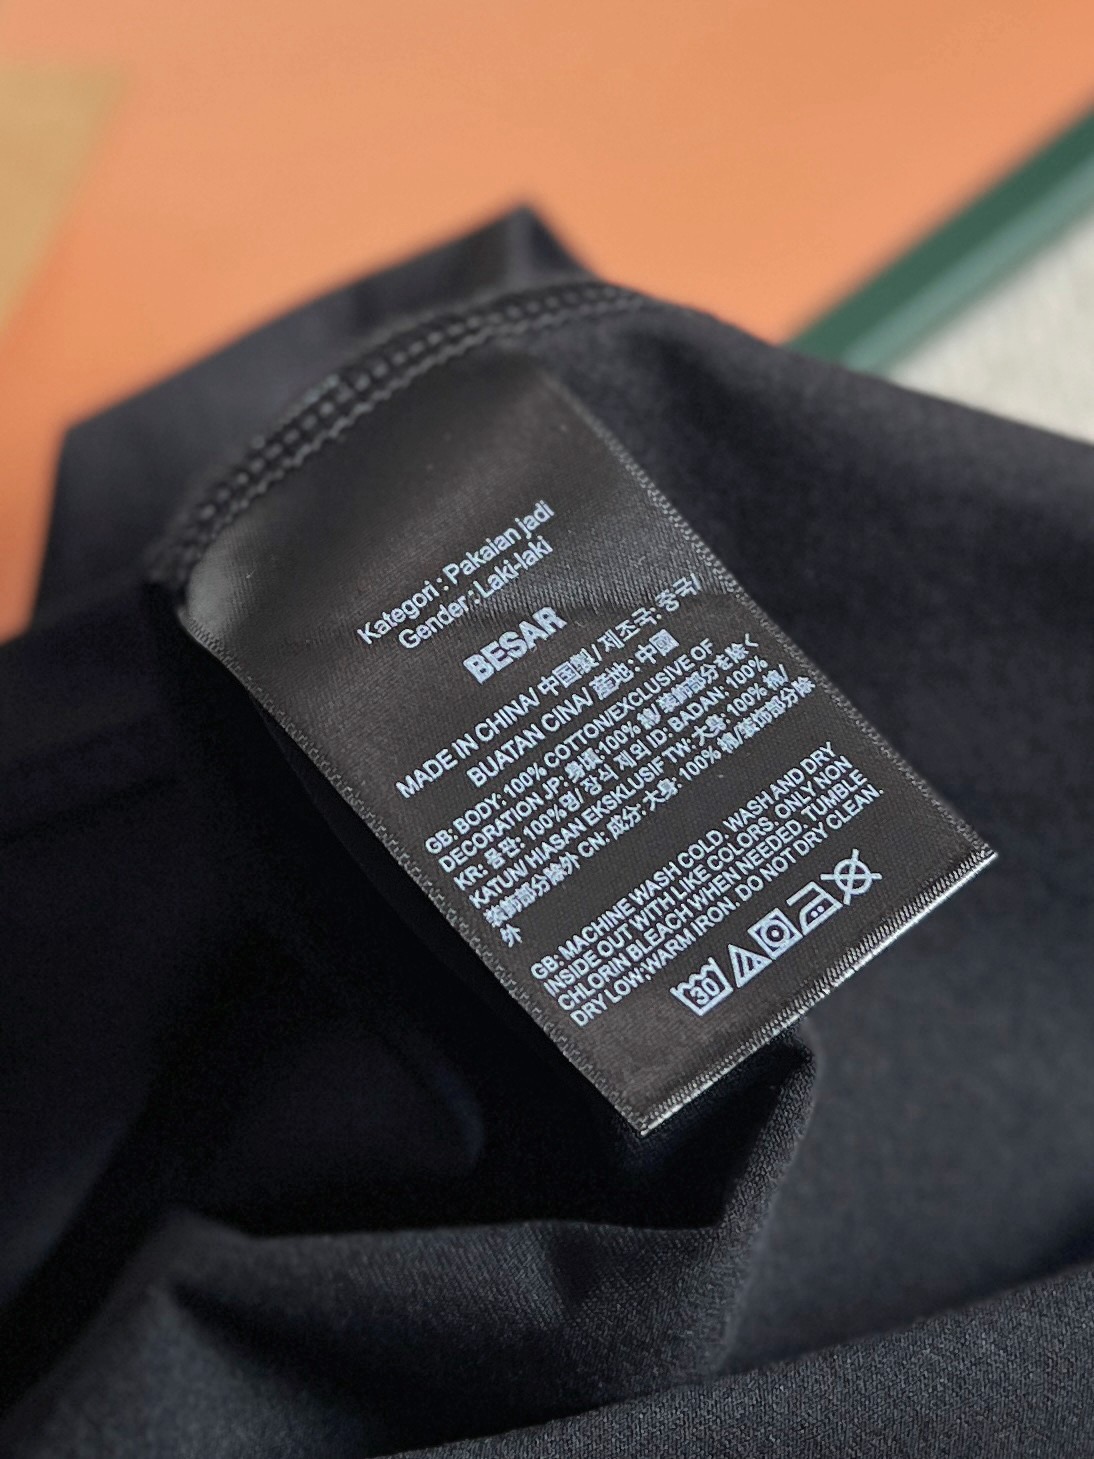 Kategori : Pakaian jadi
Gender : Laki-laki
BESAR
MADE IN CHINA/ 中国製/ 제조국: 중국/
BUATAN CINA/ 產地: 中國
GB: BODY: 100% COTTON/EXCLUSIVE OF
DECORATION JP: 身頃: 100% 綿/ 装飾部分を除く
KR: 몸판: 100% 면/ 장식 제외 ID: BADAN: 100%
KATUN/ HIASAN EKSKLUSIF TW: 大身: 100% 棉/
裝飾部分除外 CN: 成分: 大身: 100% 棉/装饰部分除
外
GB: MACHINE WASH COLD. WASH AND DRY
INSIDE OUT WITH LIKE COLORS. ONLY NON
CHLORIN BLEACH WHEN NEEDED. TUMBLE
DRY LOW:WARM IRON. DO NOT DRY CLEAN.
30